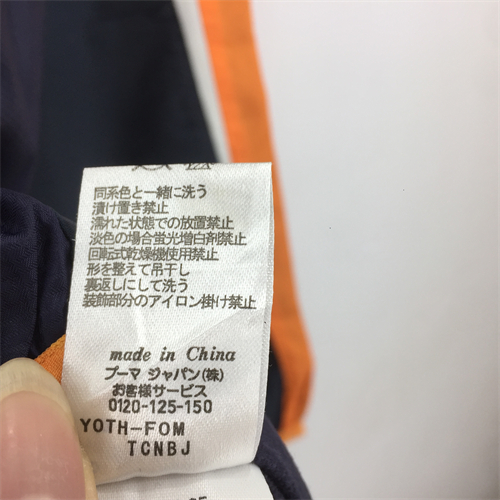 同系色と一緒に洗う
漬け置き禁止
濡れた状態での放置禁止
淡色の場合蛍光増白剤禁止
回転式乾燥機使用禁止
形を整えて吊干し
裏返しにして洗う
装飾部分のアイロン掛け禁止
made in China
プーマ ジャパン(株)
お客様サービス
0120-125-150
YOTH-FOM
TCNBJ